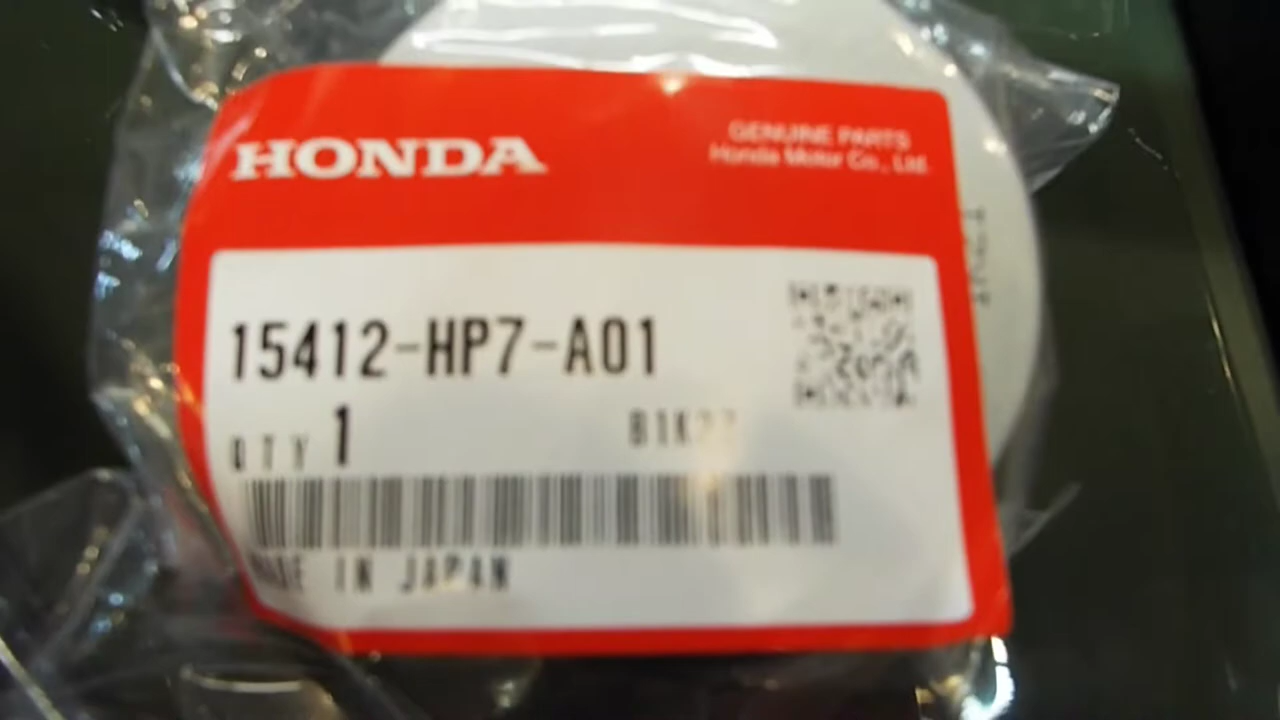 HONDA
GENUINE PARTS
Honda Motor Co., Ltd.
15412-HP7-A01
QTY 1
MADE IN JAPAN